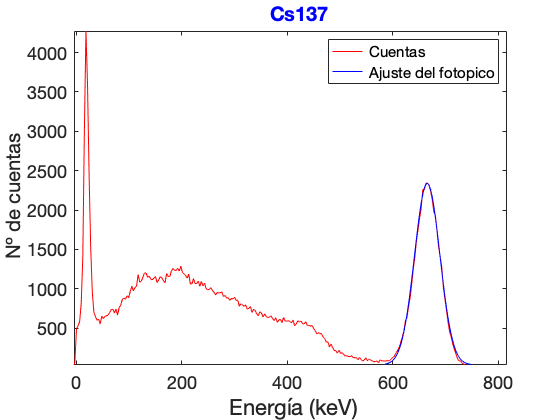 Cs137
Cuentas
Ajuste del fotopico
4000
3500
3000
2500
2000
1500
1000
500
Nº de cuentas
0 200 400 600 800
Energía (keV)